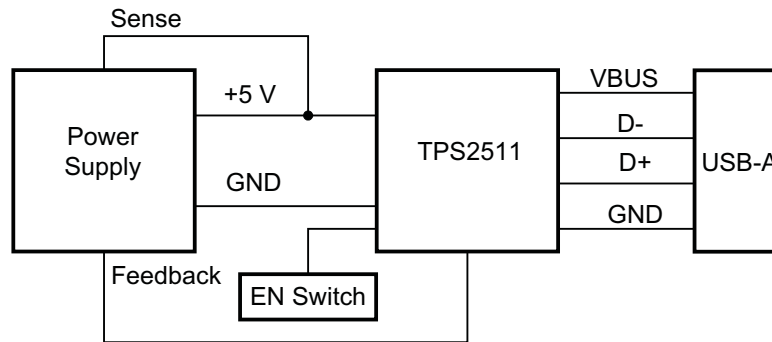 Sense
+5 V
VBUS
D-
Power
Supply
TPS2511
D+
USB-A
GND
GND
Feedback
EN Switch